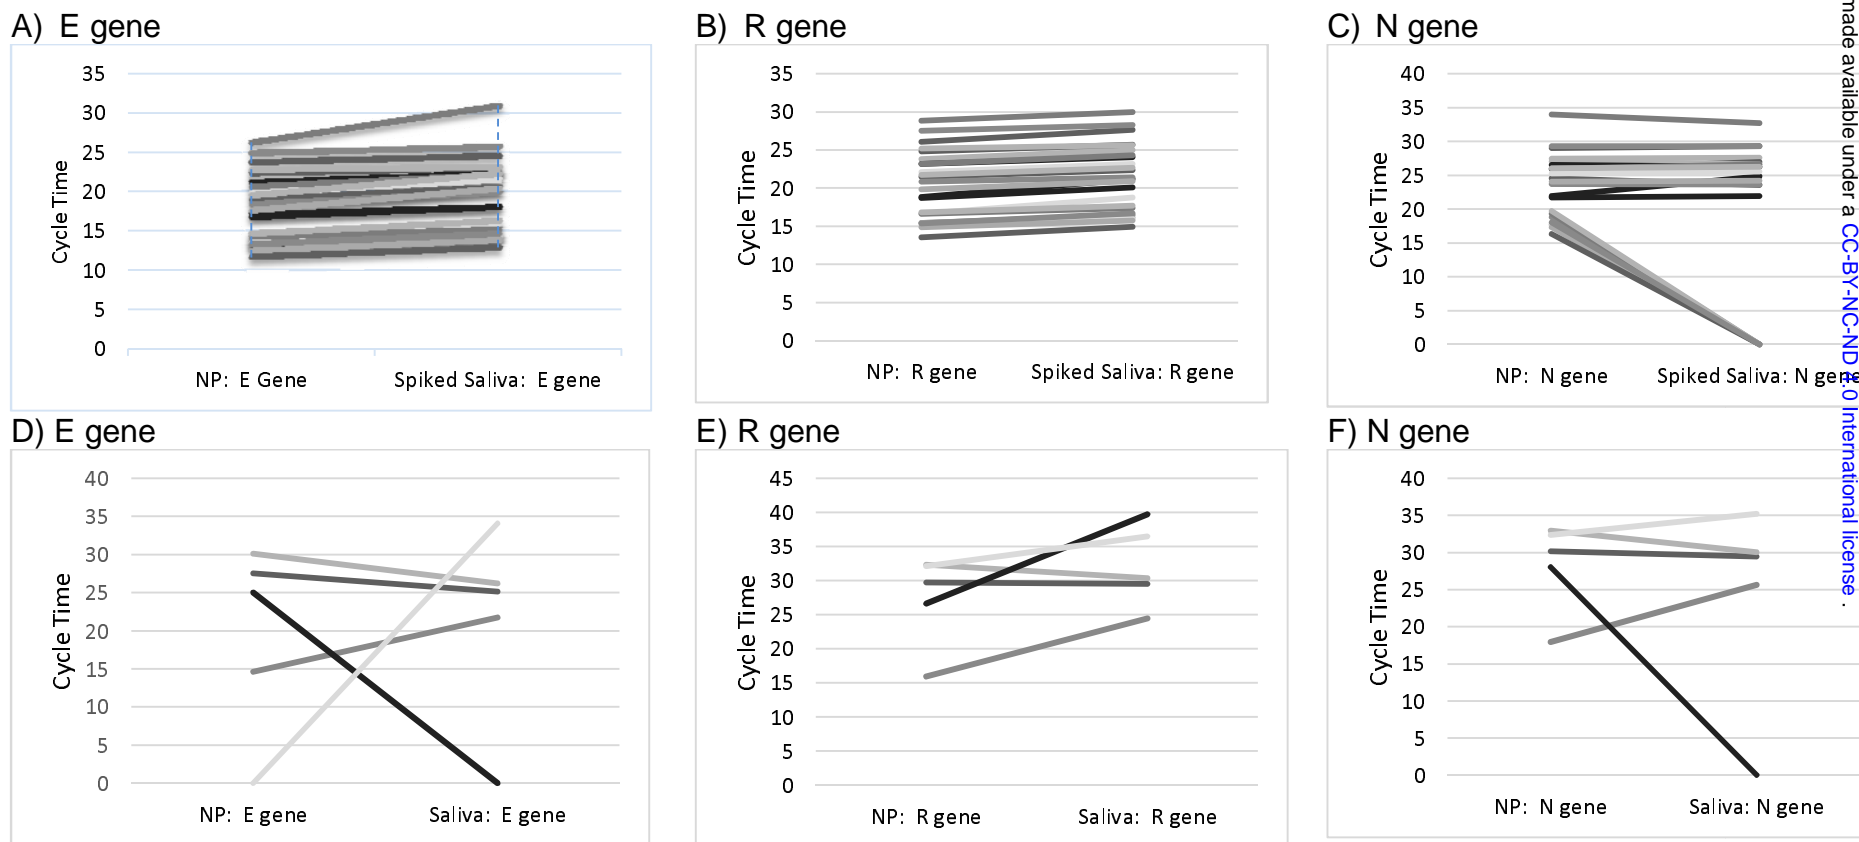 A) E gene
35
30
25
20
15
10
5
0
Cycle Time
NP: E Gene
Spiked Saliva: E gene
B) R gene
35
30
25
20
15
10
5
0
Cycle Time
NP: R gene
Spiked Saliva: R gene
C) N gene
40
35
30
25
20
15
10
5
0
Cycle Time
NP: N gene
Spiked Saliva: N gene
D) E gene
40
35
30
25
20
15
10
5
0
Cycle Time
NP: E gene
Saliva: E gene
E) R gene
45
40
35
30
25
20
15
10
5
0
Cycle Time
NP: R gene
Saliva: R gene
F) N gene
40
35
30
25
20
15
10
5
0
Cycle Time
NP: N gene
Saliva: N gene
made available under a CC-BY-NC-ND 4.0 International license .